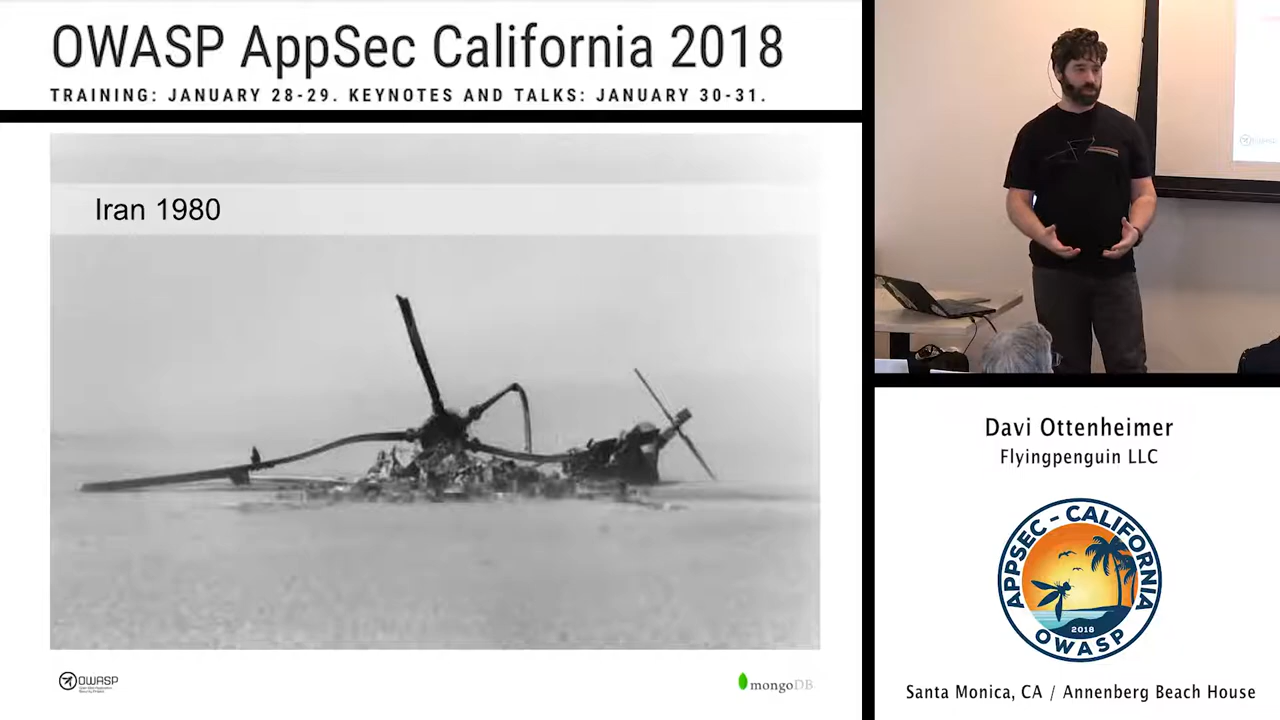 OWASP AppSec California 2018
TRAINING: JANUARY 28-29. KEYNOTES AND TALKS: JANUARY 30-31.
Iran 1980
OWASP
mongoDB
Davi Ottenheimer
Flyingpenguin LLC
APPSEC - CALIFORNIA
2018
OWASP
Santa Monica, CA / Annenberg Beach House